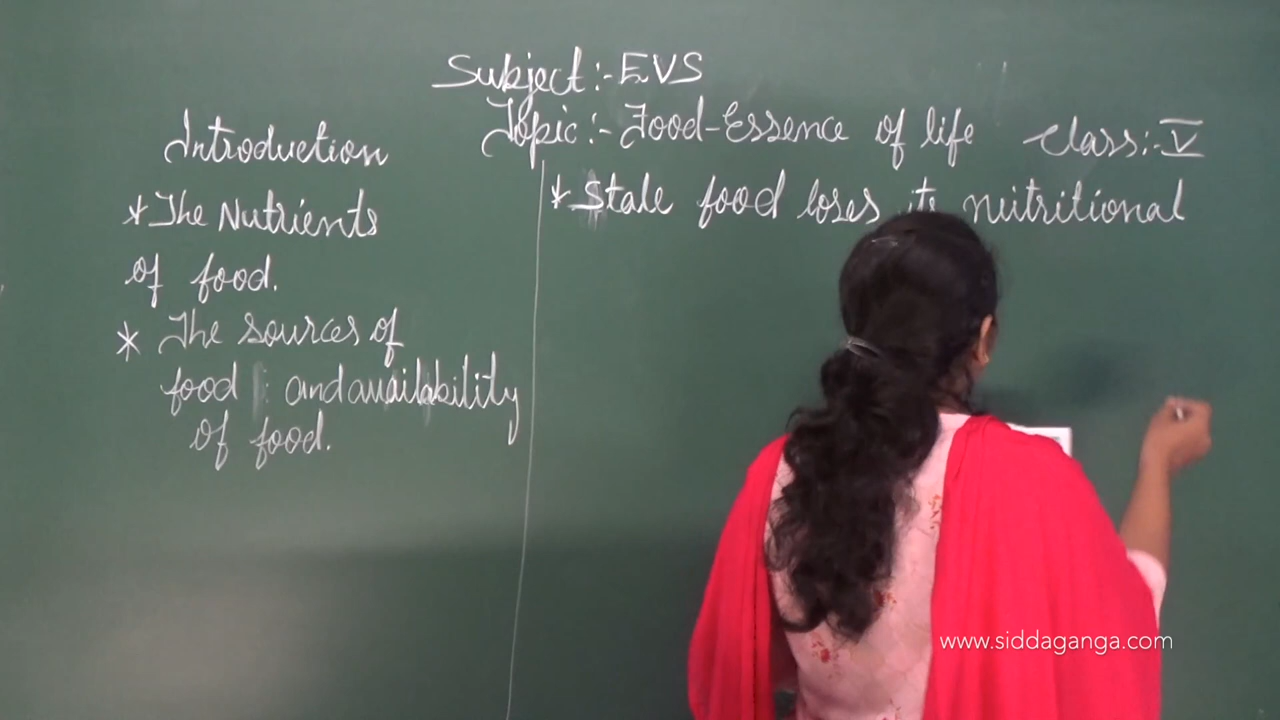 Subject:- EVS
Topic:- Food-Essence of life Class:- V
Introduction
* The Nutrients
of food.
* The sources of
food : and availability
of food.
* Stale food loses its nutritional
www.siddaganga.com